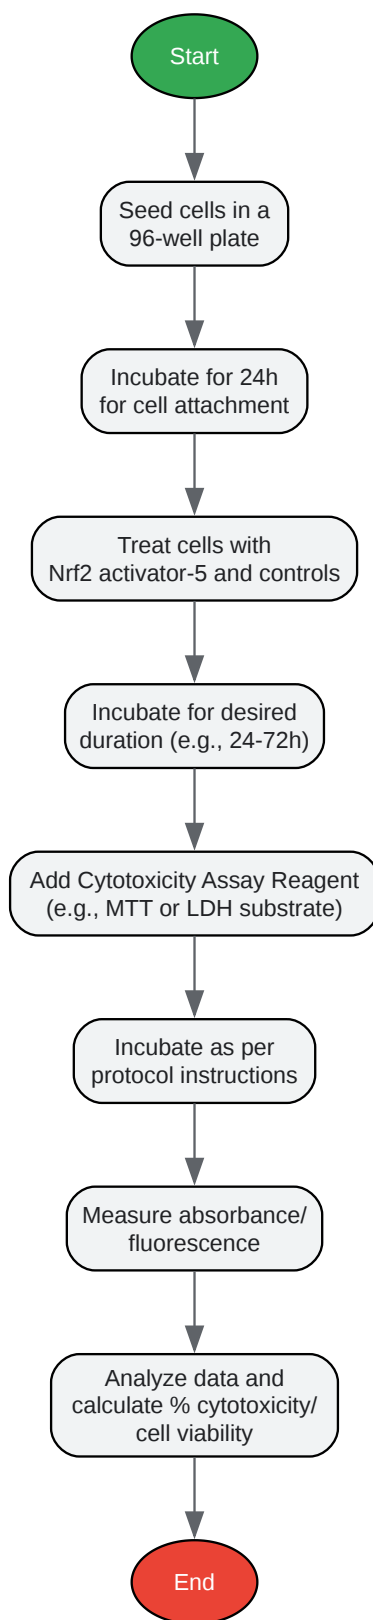 Start
Seed cells in a
96-well plate
Incubate for 24h
for cell attachment
Treat cells with
Nrf2 activator-5 and controls
Incubate for desired
duration (e.g., 24-72h)
Add Cytotoxicity Assay Reagent
(e.g., MTT or LDH substrate)
Incubate as per
protocol instructions
Measure absorbance/
fluorescence
Analyze data and
calculate % cytotoxicity/
cell viability
End